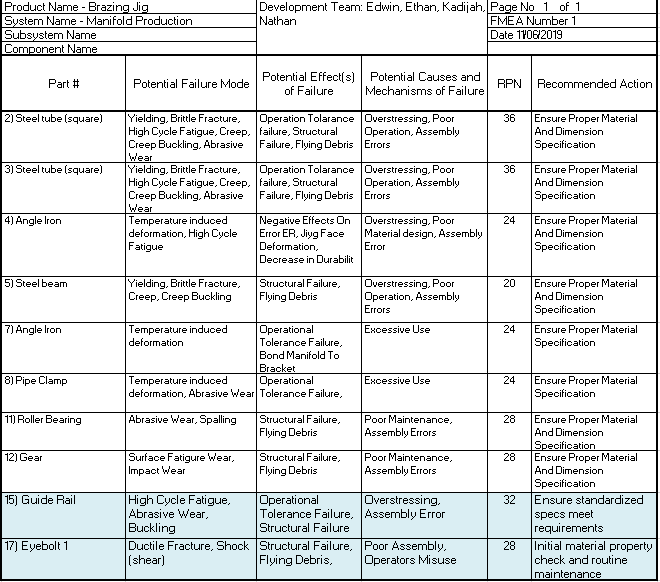 Product Name - Brazing Jig
System Name - Manifold Production
Subsystem Name
Component Name
Development Team: Edwin, Ethan, Kadijah,
Nathan
Page No 1 of 1
FMEA Number 1
Date 11/06/2019
Part #
Potential Failure Mode
Potential Effect(s)
of Failure
Potential Causes and
Mechanisms of Failure
RPN
Recommended Action
2) Steel tube (square)
Yielding, Brittle Fracture,
High Cycle Fatigue, Creep,
Creep Buckling, Abrasive
Wear
Operation Tolarance
failure, Structural
Failure, Flying Debris
Overstressing, Poor
Operation, Assembly
Errors
36
Ensure Proper Material
And Dimension
Specification
3) Steel tube (square)
Yielding, Brittle Fracture,
High Cycle Fatigue, Creep,
Creep Buckling, Abrasive
Wear
Operation Tolarance
failure, Structural
Failure, Flying Debris
Overstressing, Poor
Operation, Assembly
Errors
36
Ensure Proper Material
And Dimension
Specification
4) Angle Iron
Temperature induced
deformation, High Cycle
Fatigue
Negative Effects On
Error ER, Jiyg Face
Deformation,
Decrease in Durabilit
Overstressing, Poor
Material design, Assembly
Error
24
Ensure Proper Material
And Dimension
Specification
5) Steel beam
Yielding, Brittle Fracture,
Creep, Creep Buckling
Structural Failure,
Flying Debris
Overstressing, Poor
Operation, Assembly
Errors
20
Ensure Proper Material
And Dimension
Specification
7) Angle Iron
Temperature induced
deformation
Operational
Tolerance Failure,
Bond Manifold To
Bracket
Excessive Use
24
Ensure Proper Material
Specification
8) Pipe Clamp
Temperature induced
deformation, Abrasive Wear
Operational
Tolerance Failure,
Excessive Use
24
Ensure Proper Material
Specification
11) Roller Bearing
Abrasive Wear, Spalling
Structural Failure,
Flying Debris
Poor Maintenance,
Assembly Errors
28
Ensure Proper Material
And Dimension
Specification
12) Gear
Surface Fatigure Wear,
Impact Wear
Structural Failure,
Flying Debris
Poor Maintenance,
Assembly Errors
28
Ensure Proper Material
And Dimension
Specification
15) Guide Rail
High Cycle Fatigue,
Abrasive Wear,
Buckling
Operational
Tolerance Failure,
Structural Failure
Overstressing,
Assembly Error
32
Ensure standardized
specs meet
requirements
17) Eyebolt 1
Ductile Fracture, Shock
(shear)
Structural Failure,
Flying Debris,
Poor Assembly,
Operators Misuse
28
Initial material property
check and routine
maintenance